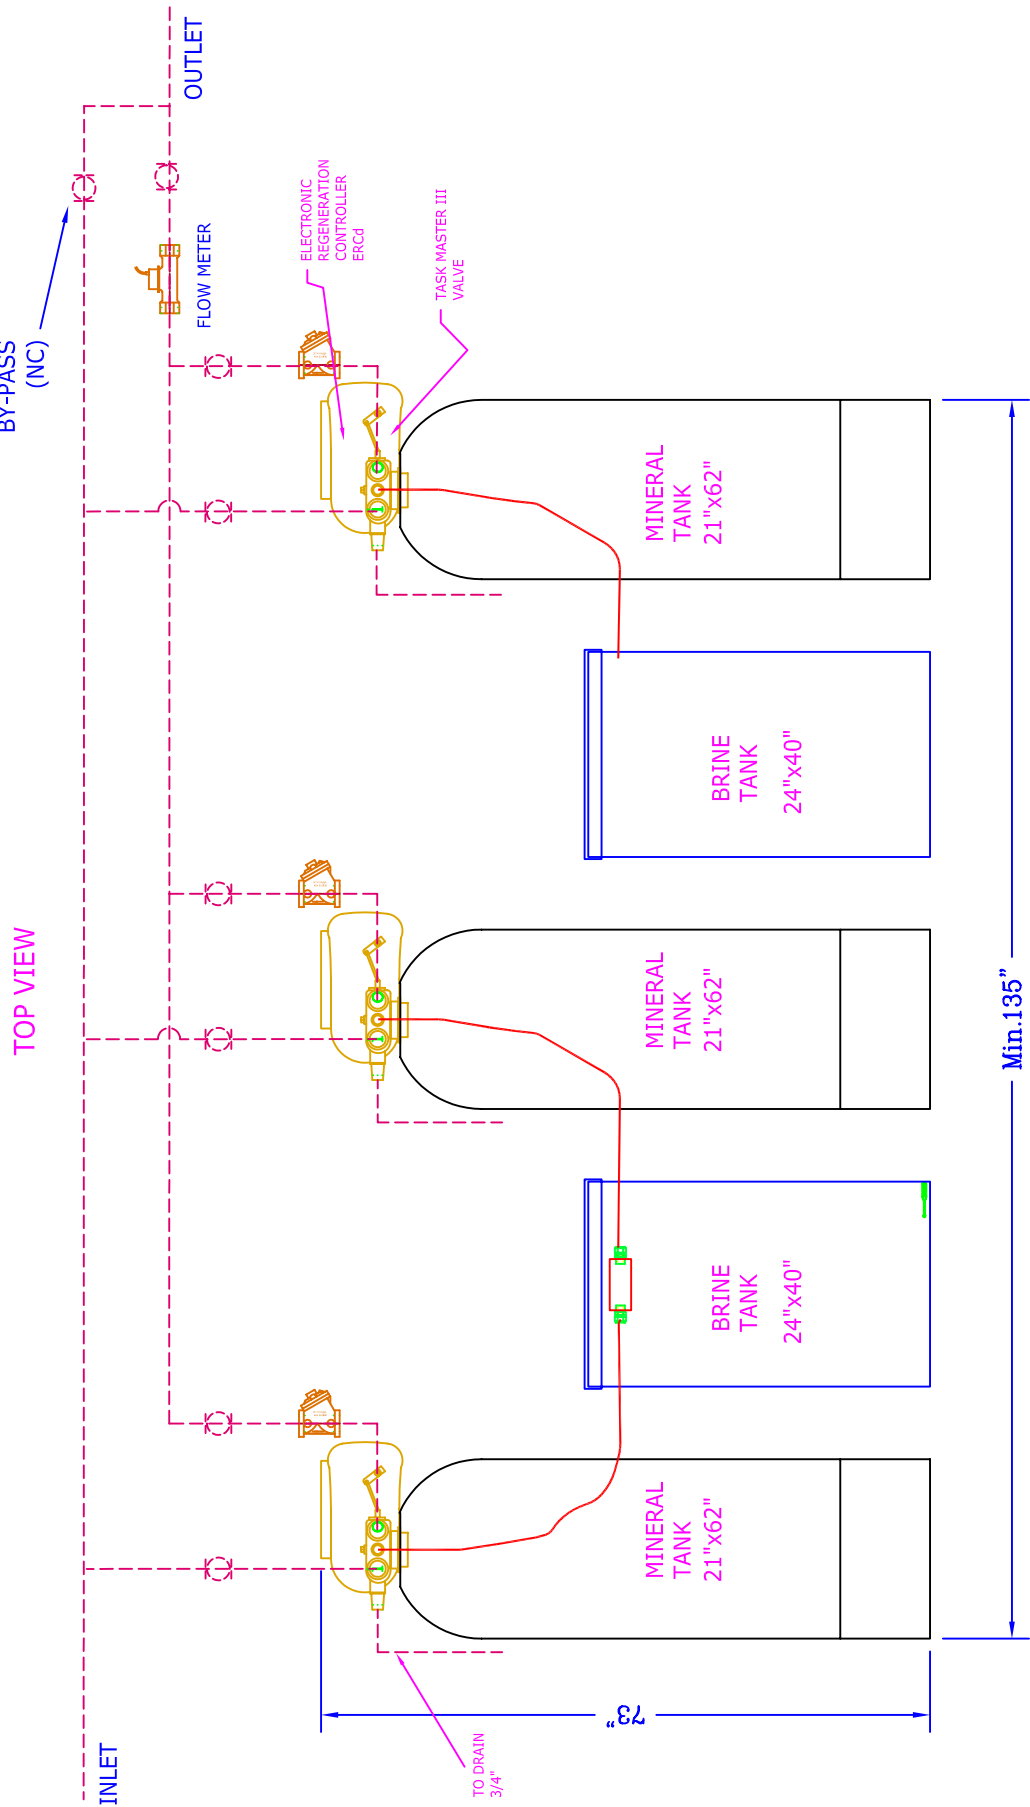 TOP VIEW
INLET
BY-PASS
(NC)
OUTLET
FLOW METER
ELECTRONIC
REGENERATION
CONTROLLER
ERCd
TASK MASTER III
VALVE
TO DRAIN
3/4"
MINERAL
TANK
21"x62"
BRINE
TANK
24"x40"
MINERAL
TANK
21"x62"
BRINE
TANK
24"x40"
MINERAL
TANK
21"x62"
73"
Min.135"